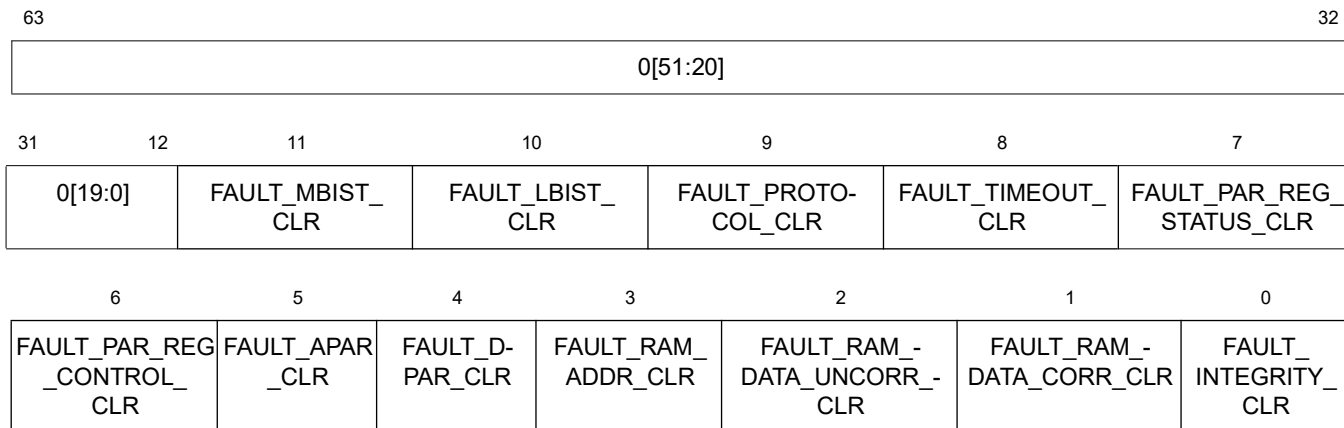 63 32
0[51:20]
31 12 11 10 9 8 7
0[19:0] FAULT_MBIST_ FAULT_LBIST_ FAULT_PROTO- FAULT_TIMEOUT_ FAULT_PAR_REG_
CLR CLR COL_CLR CLR STATUS_CLR
6 5 4 3 2 1 0
FAULT_PAR_REG FAULT_APAR FAULT_D- FAULT_RAM_ FAULT_RAM_- FAULT_RAM_- FAULT_
_CONTROL_ _CLR PAR_CLR ADDR_CLR DATA_UNCORR_- DATA_CORR_CLR INTEGRITY_
CLR CLR CLR